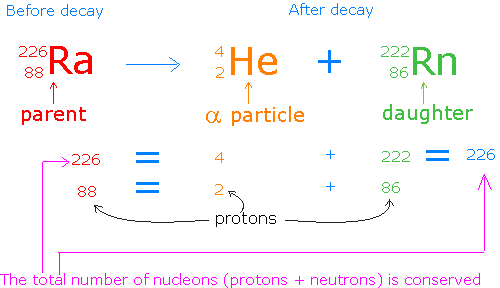 Before decay After decay
226 88 Ra 4 2 He + 222 86 Rn
parent α particle daughter
226 = 4 + 222 = 226
88 = 2 + 86
protons
The total number of nucleons (protons + neutrons) is conserved